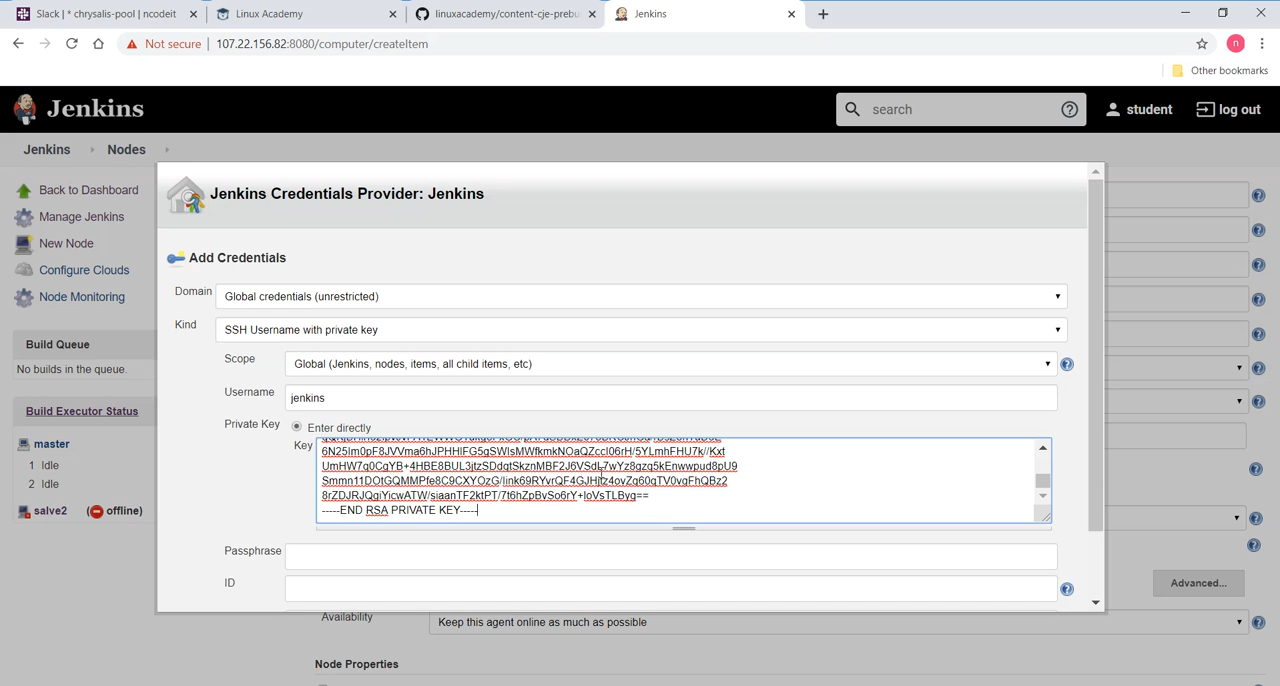 Slack | * chrysalis-pool | ncodeit
Linux Academy
linuxacademy/content-cje-prebu
Jenkins
Not secure | 107.22.156.82:8080/computer/createItem
n
Other bookmarks
Jenkins
search
student
log out
Jenkins
Nodes
Back to Dashboard
Manage Jenkins
New Node
Configure Clouds
Node Monitoring
Build Queue
No builds in the queue.
Build Executor Status
master
1 Idle
2 Idle
salve2
(offline)
Jenkins Credentials Provider: Jenkins
Add Credentials
Domain
Global credentials (unrestricted)
Kind
SSH Username with private key
Scope
Global (Jenkins, nodes, items, all child items, etc)
Username
jenkins
Private Key
Enter directly
Key
-----END RSA PRIVATE KEY-----
Passphrase
ID
Advanced...
Availability
Keep this agent online as much as possible
Node Properties